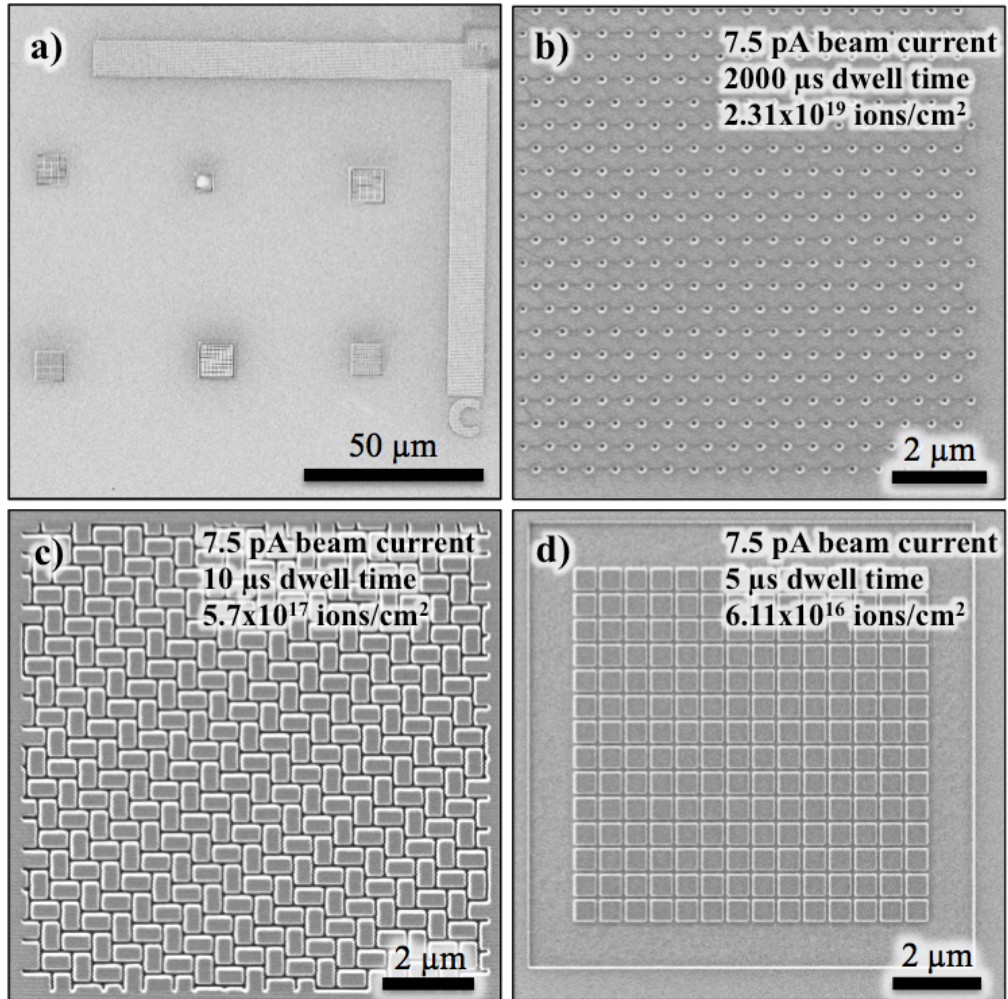 a)
50 µm
C
b)
7.5 pA beam current
2000 µs dwell time
2.31x10¹⁹ ions/cm²
2 µm
c)
7.5 pA beam current
10 µs dwell time
5.7x10¹⁷ ions/cm²
2 µm
d)
7.5 pA beam current
5 µs dwell time
6.11x10¹⁶ ions/cm²
2 µm